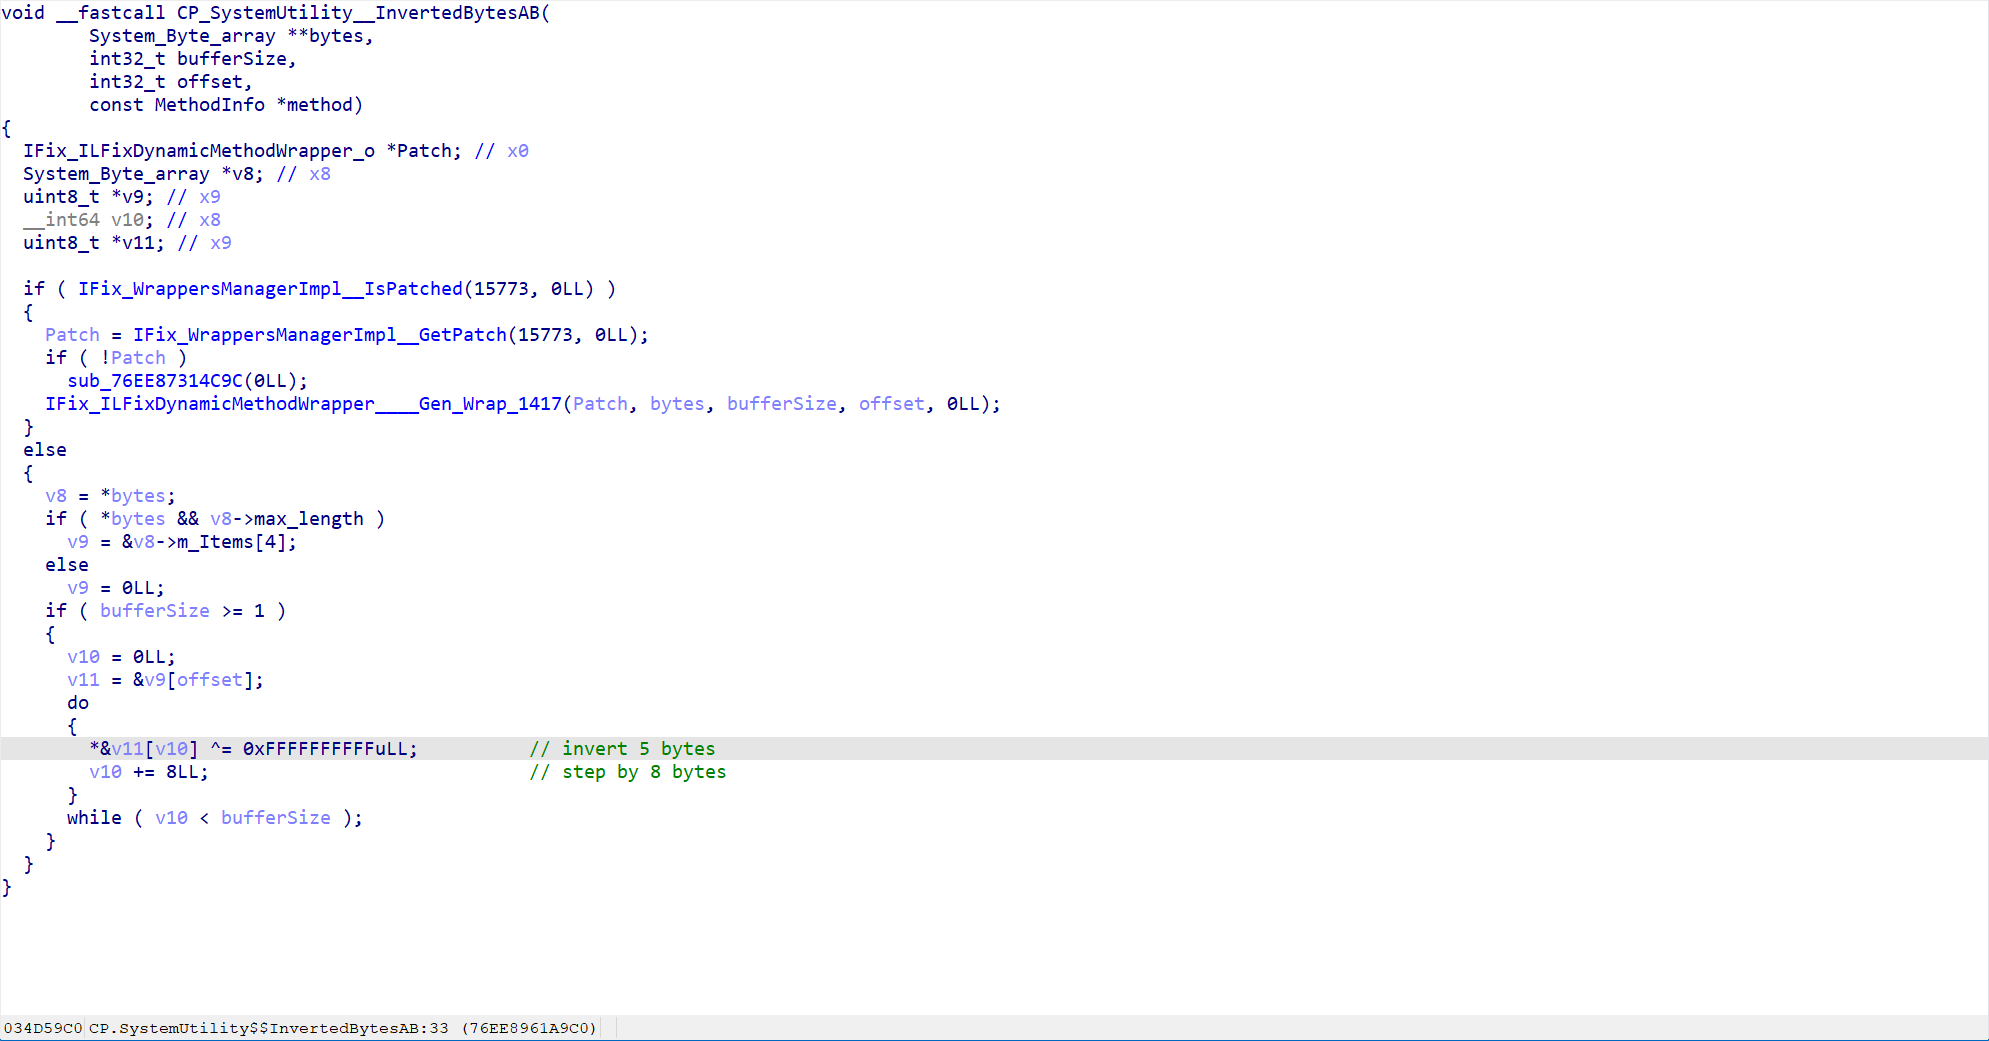 void __fastcall CP_SystemUtility__InvertedBytesAB(
        System_Byte_array **bytes,
        int32_t bufferSize,
        int32_t offset,
        const MethodInfo *method)
{
  IFix_ILFixDynamicMethodWrapper_o *Patch; // x0
  System_Byte_array *v8; // x8
  uint8_t *v9; // x9
  __int64 v10; // x8
  uint8_t *v11; // x9

  if ( IFix_WrappersManagerImpl__IsPatched(15773, 0LL) )
  {
    Patch = IFix_WrappersManagerImpl__GetPatch(15773, 0LL);
    if ( !Patch )
      sub_76EE87314C9C(0LL);
    IFix_ILFixDynamicMethodWrapper____Gen_Wrap_1417(Patch, bytes, bufferSize, offset, 0LL);
  }
  else
  {
    v8 = *bytes;
    if ( *bytes && v8->max_length )
      v9 = &v8->m_Items[4];
    else
      v9 = 0LL;
    if ( bufferSize >= 1 )
    {
      v10 = 0LL;
      v11 = &v9[offset];
      do
      {
        *&v11[v10] ^= 0xFFFFFFFFFFuLL;          // invert 5 bytes
        v10 += 8LL;                             // step by 8 bytes
      }
      while ( v10 < bufferSize );
    }
  }
}
034D59C0 CP.SystemUtility$$InvertedBytesAB:33 (76EE8961A9C0)